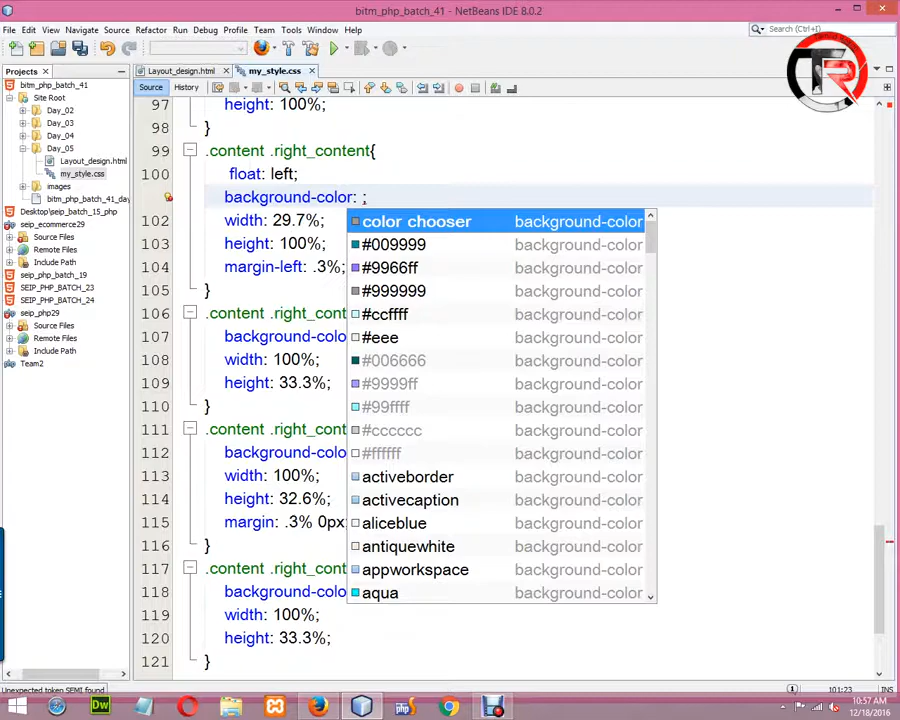 bitm_php_batch_41 - NetBeans IDE 8.0.2
File Edit View Navigate Source Refactor Run Debug Profile Team Tools Window Help
Search (Ctrl+I)
Projects
Layout_design.html
my_style.css
Source History
bitm_php_batch_41
Site Root
Day_02
Day_03
Day_04
Day_05
Layout_design.html
my_style.css
images
bitm_php_batch_41_da
Desktop\seip_batch_15_php
seip_ecommerce29
Source Files
Remote Files
Include Path
seip_php_batch_19
SEIP_PHP_BATCH_23
SEIP_PHP_BATCH_24
seip_php29
Source Files
Remote Files
Include Path
Team2
97 height: 100%;
98 }
99 .content .right_content{
100 float: left;
background-color: ;
102 width: 29.7%;
103 height: 100%;
104 margin-left: .3%;
105 }
106 .content .right_cont
107 background-colo
108 width: 100%;
109 height: 33.3%;
110 }
111 .content .right_cont
112 background-colo
113 width: 100%;
114 height: 32.6%;
115 margin: .3% 0px
116 }
117 .content .right_cont
118 background-colo
119 width: 100%;
120 height: 33.3%;
121 }
color chooser background-color
#009999 background-color
#9966ff background-color
#999999 background-color
#ccffff background-color
#eee background-color
#006666 background-color
#9999ff background-color
#99ffff background-color
#cccccc background-color
#ffffff background-color
activeborder background-color
activecaption background-color
aliceblue background-color
antiquewhite background-color
appworkspace background-color
aqua background-color
Unexpected token SEMI found
1
101:23
INS
Dw
php
10:57 AM
12/18/2016